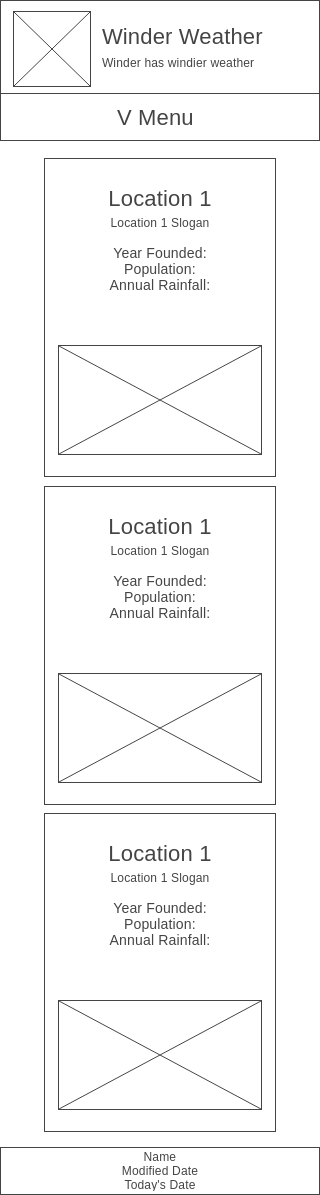 Winder Weather
Winder has windier weather
V Menu
Location 1
Location 1 Slogan
Year Founded:
Population:
Annual Rainfall:
Location 1
Location 1 Slogan
Year Founded:
Population:
Annual Rainfall:
Location 1
Location 1 Slogan
Year Founded:
Population:
Annual Rainfall:
Name
Modified Date
Today's Date